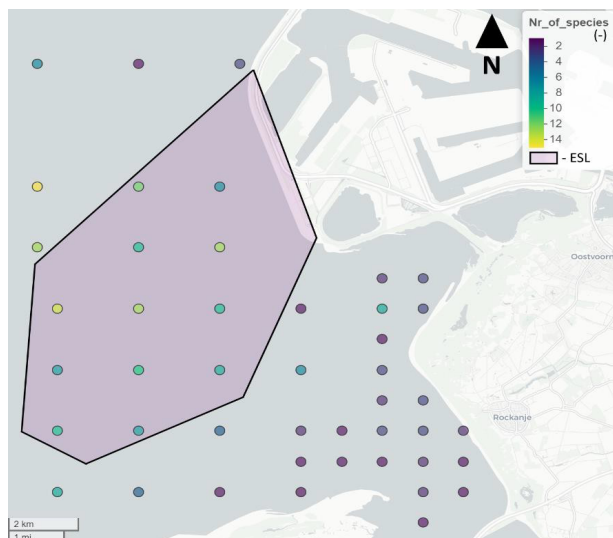 Nr_of_species
(-)
2
4
6
8
10
12
14
- ESL
N
Oostvoorn
Rockanje
2 km
1 mi